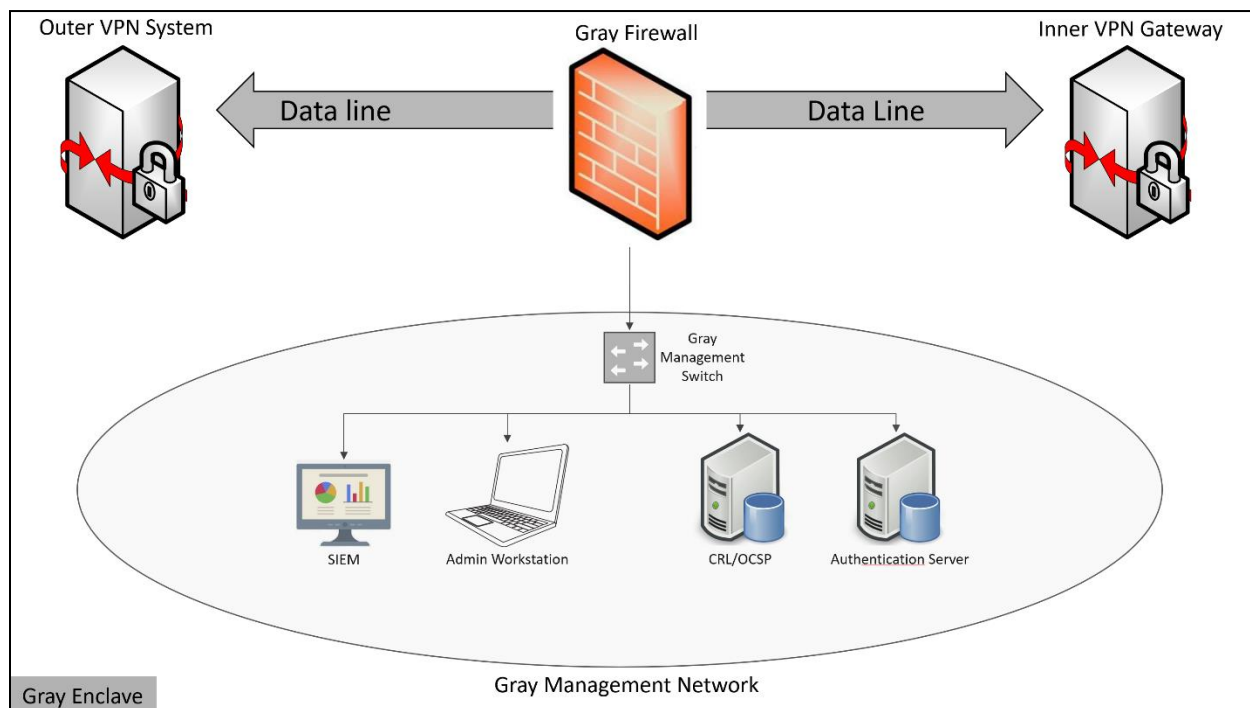 Outer VPN System
Gray Firewall
Inner VPN Gateway
Data line
Data Line
Gray
Management
Switch
SIEM
Admin Workstation
CRL/OCSP
Authentication Server
Gray Management Network
Gray Enclave